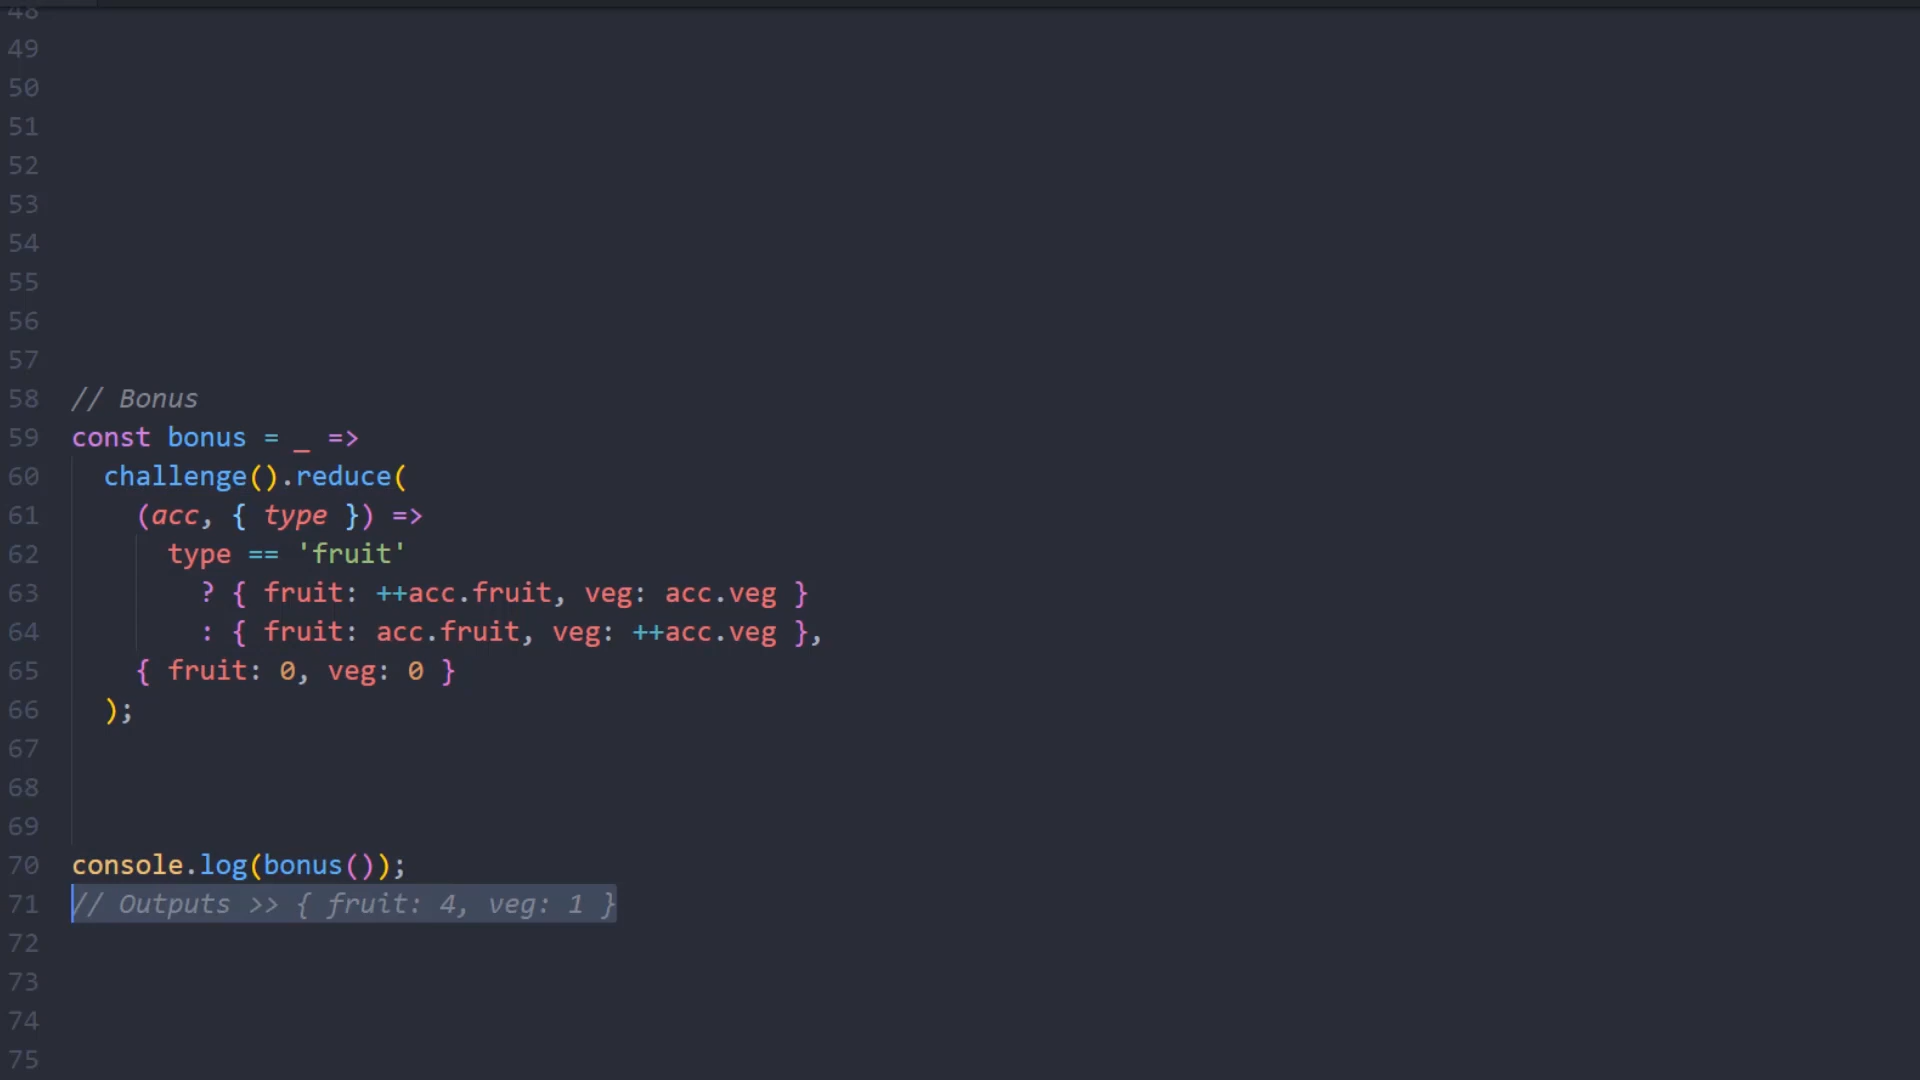 48
49
50
51
52
53
54
55
56
57
58 // Bonus
59 const bonus = _ =>
60   challenge().reduce(
61     (acc, { type }) =>
62       type == 'fruit'
63         ? { fruit: ++acc.fruit, veg: acc.veg }
64         : { fruit: acc.fruit, veg: ++acc.veg },
65     { fruit: 0, veg: 0 }
66   );
67
68
69
70 console.log(bonus());
71 // Outputs >> { fruit: 4, veg: 1 }
72
73
74
75